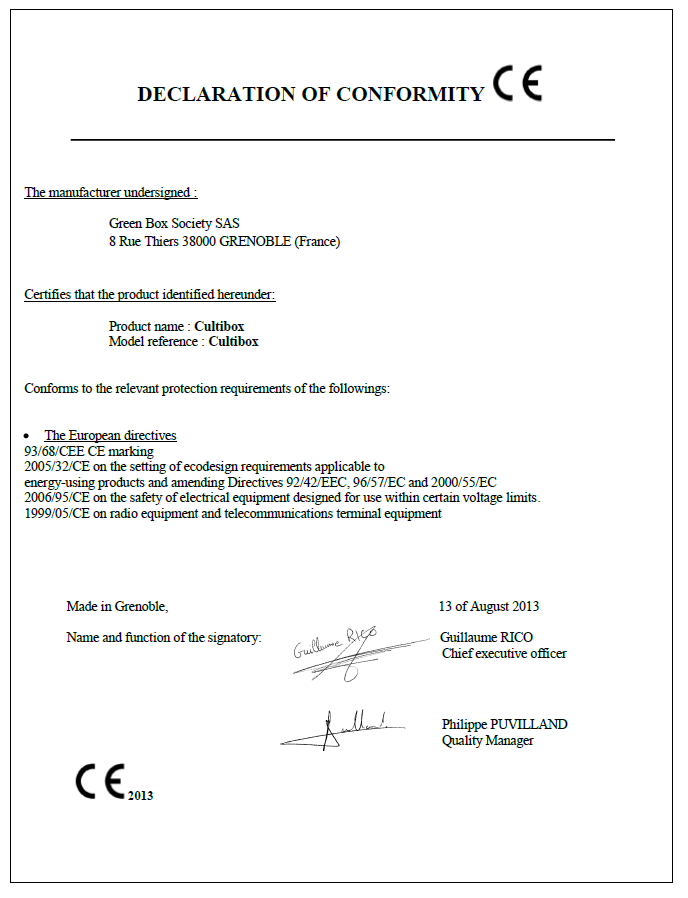 DECLARATION OF CONFORMITY CE
The manufacturer undersigned :
Green Box Society SAS
8 Rue Thiers 38000 GRENOBLE (France)
Certifies that the product identified hereunder:
Product name : Cultibox
Model reference : Cultibox
Conforms to the relevant protection requirements of the followings:
• The European directives
93/68/CEE CE marking
2005/32/CE on the setting of ecodesign requirements applicable to
energy-using products and amending Directives 92/42/EEC, 96/57/EC and 2000/55/EC
2006/95/CE on the safety of electrical equipment designed for use within certain voltage limits.
1999/05/CE on radio equipment and telecommunications terminal equipment
Made in Grenoble, 13 of August 2013
Name and function of the signatory: Guillaume RICO Guillaume RICO
Chief executive officer
Philippe PUVILLAND
Quality Manager
CE 2013